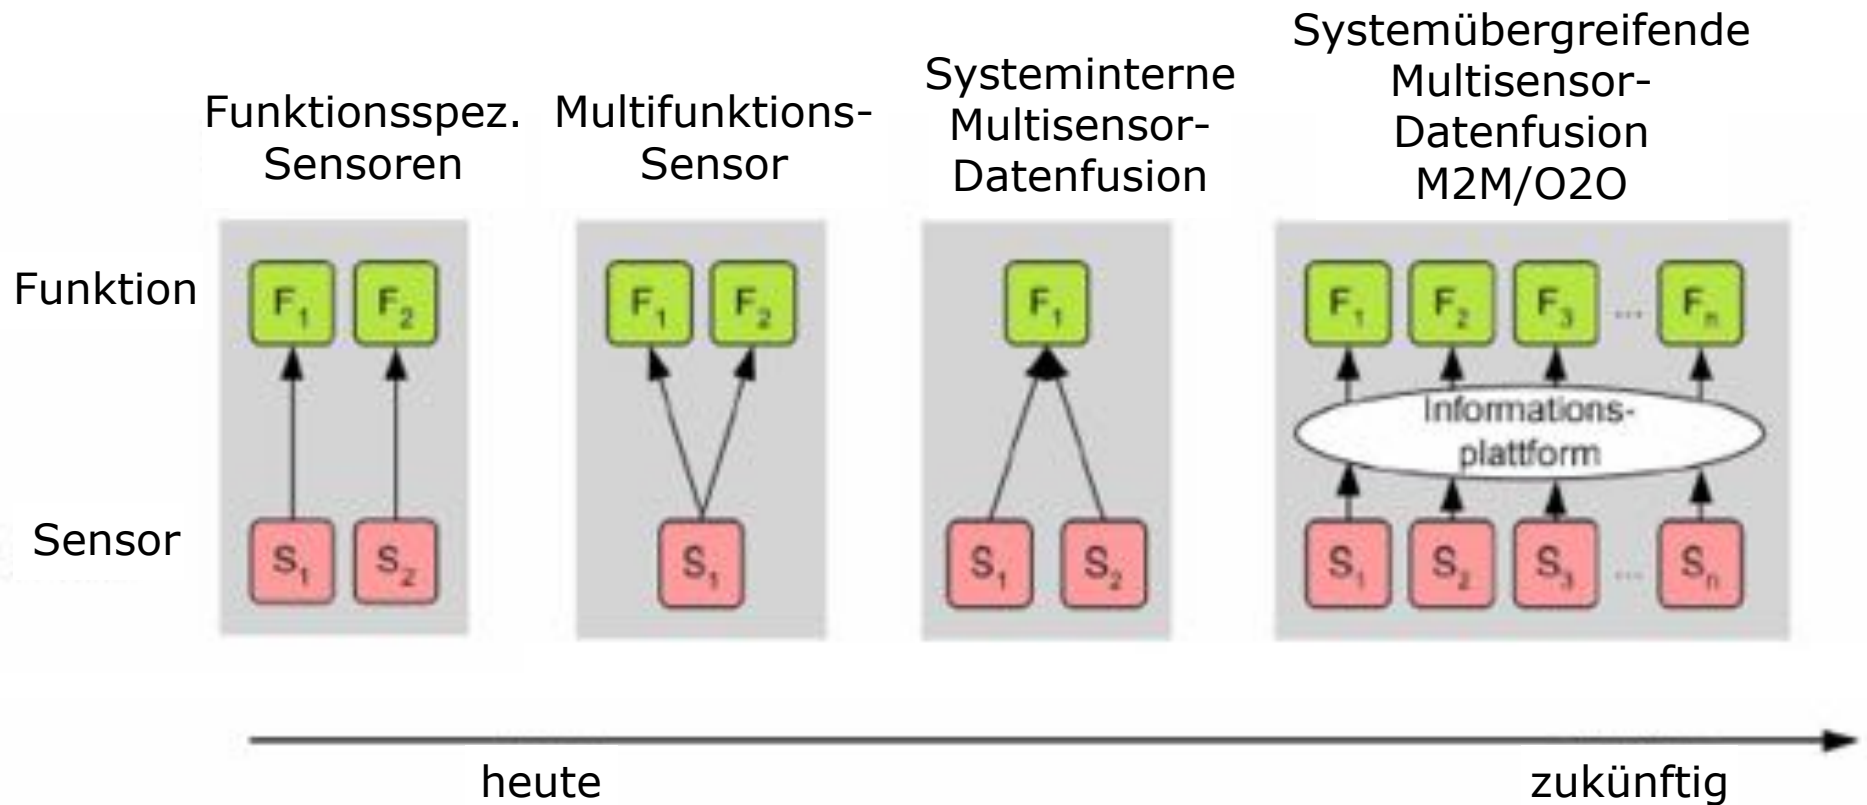 Funktionsspez.
Sensoren
Multifunktions-
Sensor
Systeminterne
Multisensor-
Datenfusion
Systemübergreifende
Multisensor-
Datenfusion
M2M/O2O
Funktion
F1 F2
F1 F2
F1
F1 F2 F3 ... Fn
Informations-
plattform
Sensor
S1 S2
S1
S1 S2
S1 S2 S3 ... Sn
heute
zukünftig